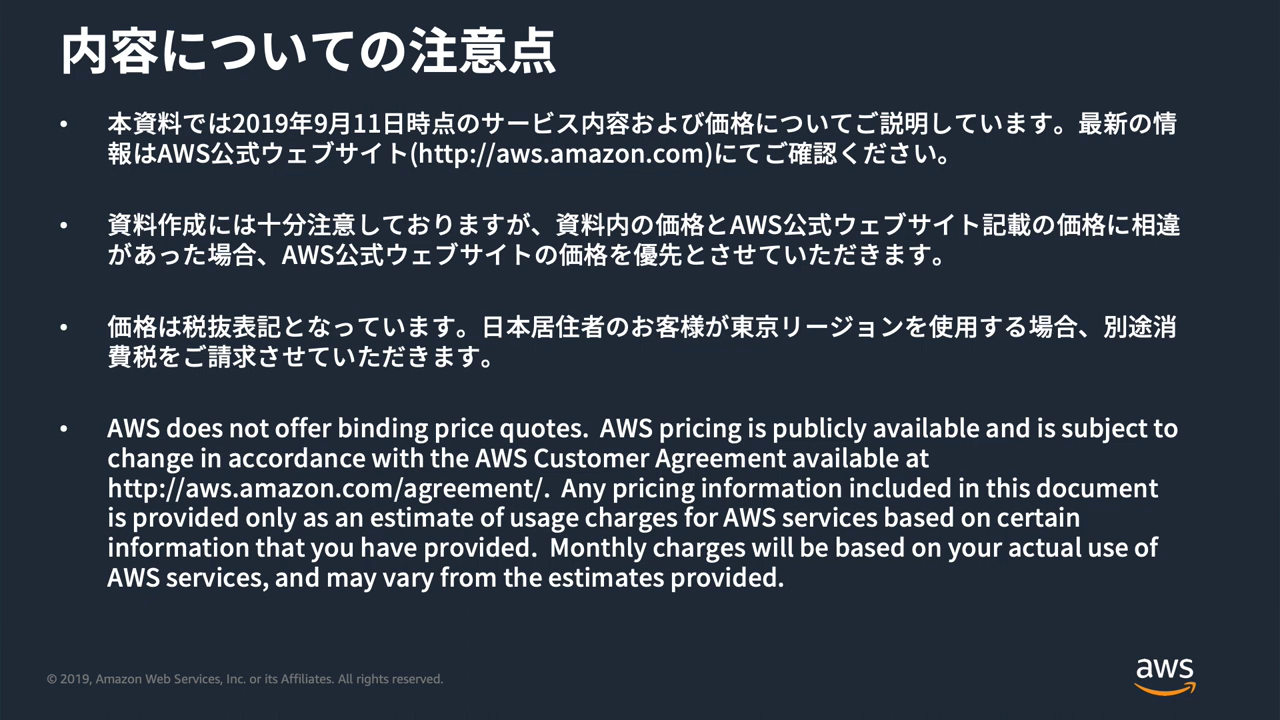 内容についての注意点
• 本資料では2019年9月11日時点のサービス内容および価格についてご説明しています。最新の情
報はAWS公式ウェブサイト(http://aws.amazon.com)にてご確認ください。
• 資料作成には十分注意しておりますが、資料内の価格とAWS公式ウェブサイト記載の価格に相違
があった場合、AWS公式ウェブサイトの価格を優先とさせていただきます。
• 価格は税抜表記となっています。日本居住者のお客様が東京リージョンを使用する場合、別途消
費税をご請求させていただきます。
• AWS does not offer binding price quotes.  AWS pricing is publicly available and is subject to
change in accordance with the AWS Customer Agreement available at
http://aws.amazon.com/agreement/.  Any pricing information included in this document
is provided only as an estimate of usage charges for AWS services based on certain
information that you have provided.  Monthly charges will be based on your actual use of
AWS services, and may vary from the estimates provided.
© 2019, Amazon Web Services, Inc. or its Affiliates. All rights reserved.
aws